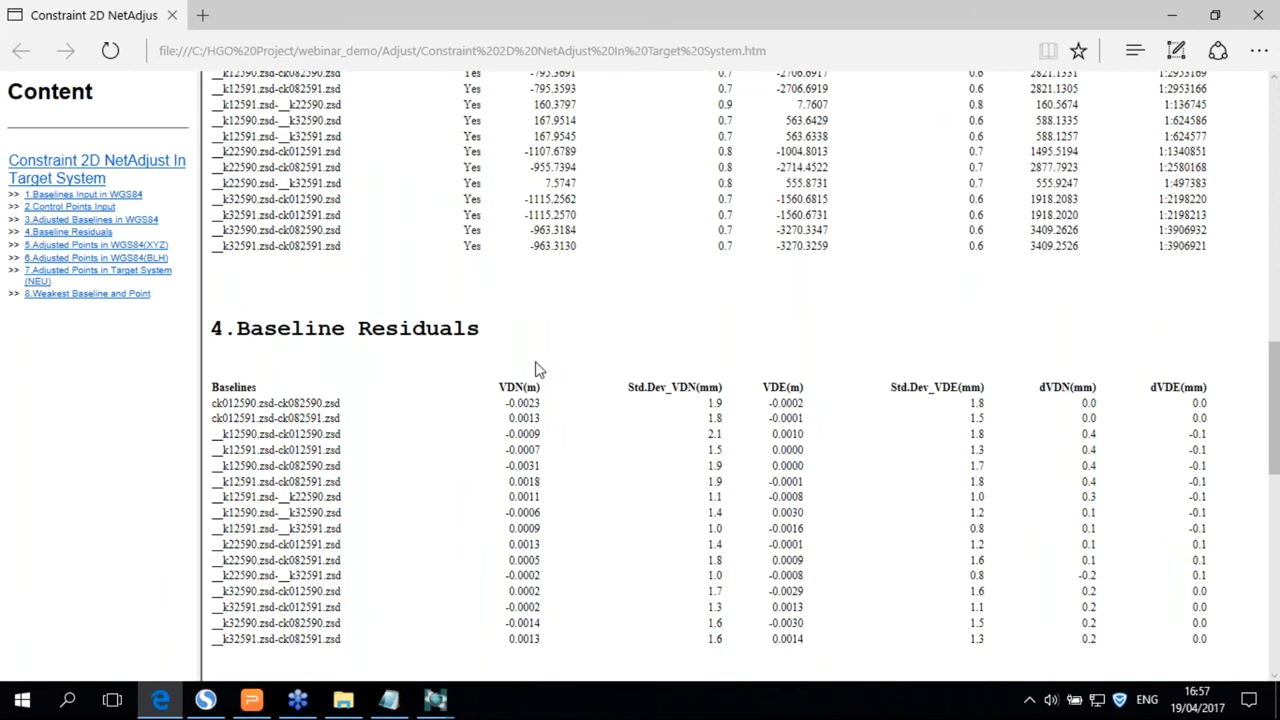 Constraint 2D NetAdjus
file:///C:/HGO%20Project/webinar_demo/Adjust/Constraint%202D%20NetAdjust%20In%20Target%20System.htm
Content
Constraint 2D NetAdjust In
Target System
>> 1.Baselines Input in WGS84
>> 2.Control Points Input
>> 3.Adjusted Baselines in WGS84
>> 4.Baseline Residuals
>> 5.Adjusted Points in WGS84(XYZ)
>> 6.Adjusted Points in WGS84(BLH)
>> 7.Adjusted Points in Target System
(NEU)
>> 8.Weakest Baseline and Point
__k12590.zsd-ck082590.zsd Yes -795.3691 0.7 -2706.6917 0.6 2821.1331 1:2953169
__k12591.zsd-ck082591.zsd Yes -795.3593 0.7 -2706.6919 0.6 2821.1305 1:2953166
__k12591.zsd-__k22590.zsd Yes 160.3797 0.9 7.7607 0.8 160.5674 1:136745
__k12590.zsd-__k32590.zsd Yes 167.9514 0.7 563.6429 0.7 588.1335 1:624586
__k12591.zsd-__k32591.zsd Yes 167.9545 0.7 563.6338 0.7 588.1257 1:624577
__k22590.zsd-ck012591.zsd Yes -1107.6789 0.8 -1004.8013 0.7 1495.5194 1:1340851
__k22590.zsd-ck082591.zsd Yes -955.7394 0.8 -2714.4522 0.7 2877.7923 1:2580168
__k22590.zsd-__k32591.zsd Yes 7.5747 0.8 555.8731 0.7 555.9247 1:497383
__k32590.zsd-ck012590.zsd Yes -1115.2562 0.7 -1560.6815 0.6 1918.2083 1:2198220
__k32591.zsd-ck012591.zsd Yes -1115.2570 0.7 -1560.6731 0.6 1918.2020 1:2198213
__k32590.zsd-ck082590.zsd Yes -963.3184 0.7 -3270.3347 0.6 3409.2626 1:3906932
__k32591.zsd-ck082591.zsd Yes -963.3130 0.7 -3270.3259 0.6 3409.2526 1:3906921
4.Baseline Residuals
Baselines VDN(m) Std.Dev_VDN(mm) VDE(m) Std.Dev_VDE(mm) dVDN(mm) dVDE(mm)
ck012590.zsd-ck082590.zsd -0.0023 1.9 -0.0002 1.8 0.0 0.0
ck012591.zsd-ck082591.zsd 0.0013 1.8 -0.0001 1.5 0.0 0.0
__k12590.zsd-ck012590.zsd -0.0009 2.1 0.0010 1.8 0.4 -0.1
__k12591.zsd-ck012591.zsd -0.0007 1.5 0.0000 1.3 0.4 -0.1
__k12590.zsd-ck082590.zsd -0.0031 1.9 0.0000 1.7 0.4 -0.1
__k12591.zsd-ck082591.zsd 0.0018 1.9 -0.0001 1.8 0.4 -0.1
__k12591.zsd-__k22590.zsd 0.0011 1.1 -0.0008 1.0 0.3 -0.1
__k12590.zsd-__k32590.zsd -0.0006 1.4 0.0030 1.2 0.1 -0.1
__k12591.zsd-__k32591.zsd 0.0009 1.0 -0.0016 0.8 0.1 -0.1
__k22590.zsd-ck012591.zsd 0.0013 1.4 -0.0001 1.2 0.1 0.1
__k22590.zsd-ck082591.zsd 0.0005 1.8 0.0009 1.6 0.1 0.1
__k22590.zsd-__k32591.zsd -0.0002 1.0 -0.0008 0.8 -0.2 0.1
__k32590.zsd-ck012590.zsd 0.0002 1.7 -0.0029 1.6 0.2 0.0
__k32591.zsd-ck012591.zsd -0.0002 1.3 0.0013 1.1 0.2 0.0
__k32590.zsd-ck082590.zsd -0.0014 1.6 -0.0030 1.5 0.2 0.0
__k32591.zsd-ck082591.zsd 0.0013 1.6 0.0014 1.3 0.2 0.0
ENG
16:57
19/04/2017